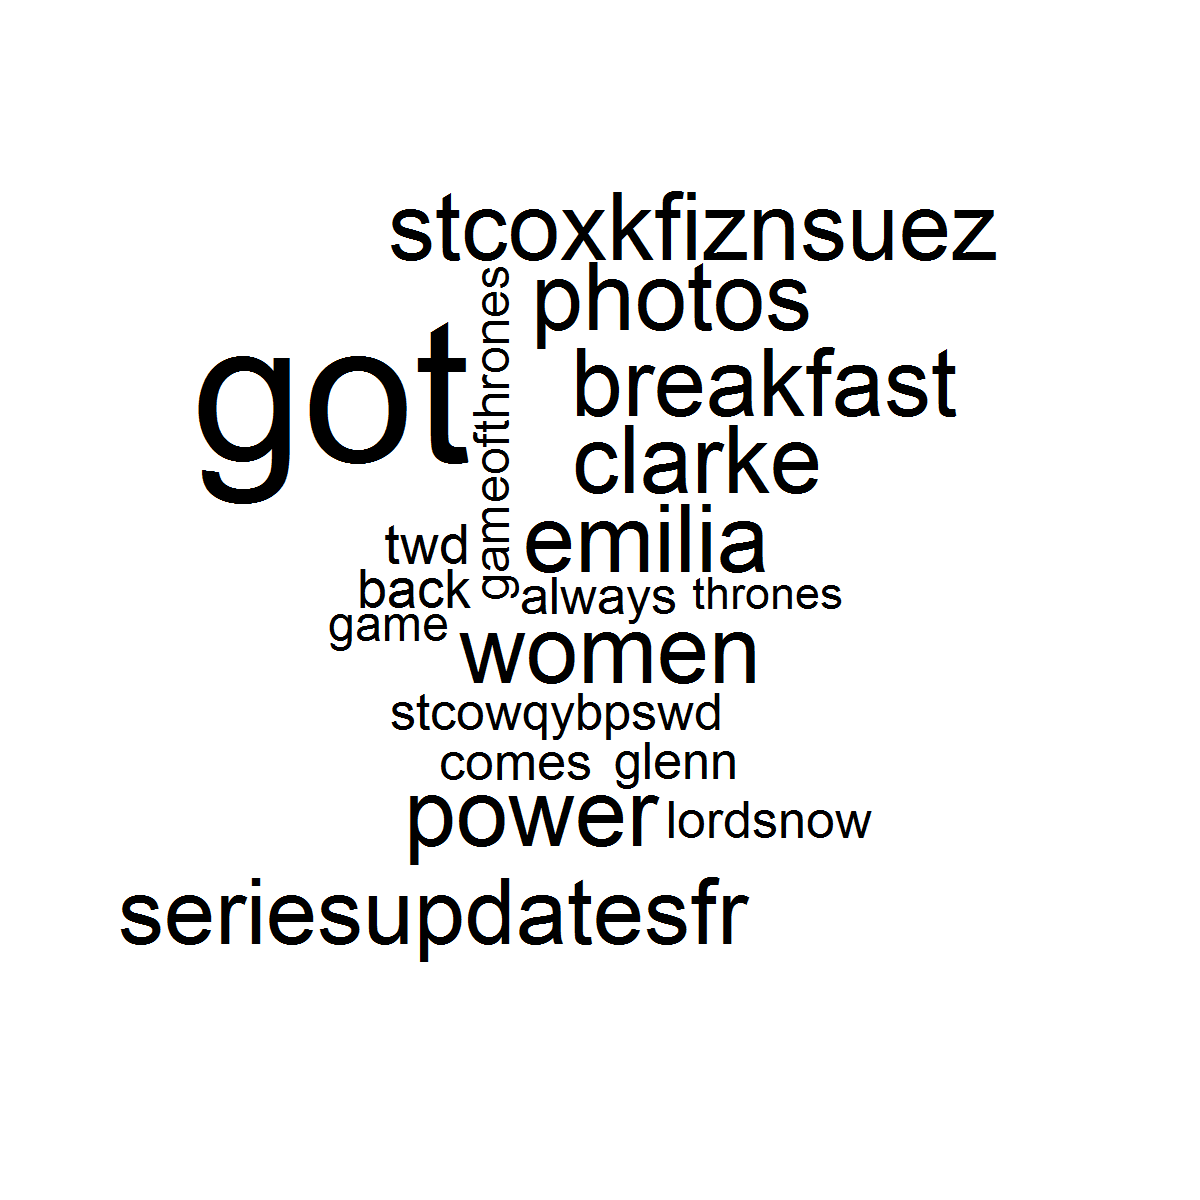 stcoxkfiznsuez
photos
gameofthrones
got
breakfast
clarke
twd
emilia
back
always thrones
game
women
stcowqybpswd
comes glenn
power lordsnow
seriesupdatesfr